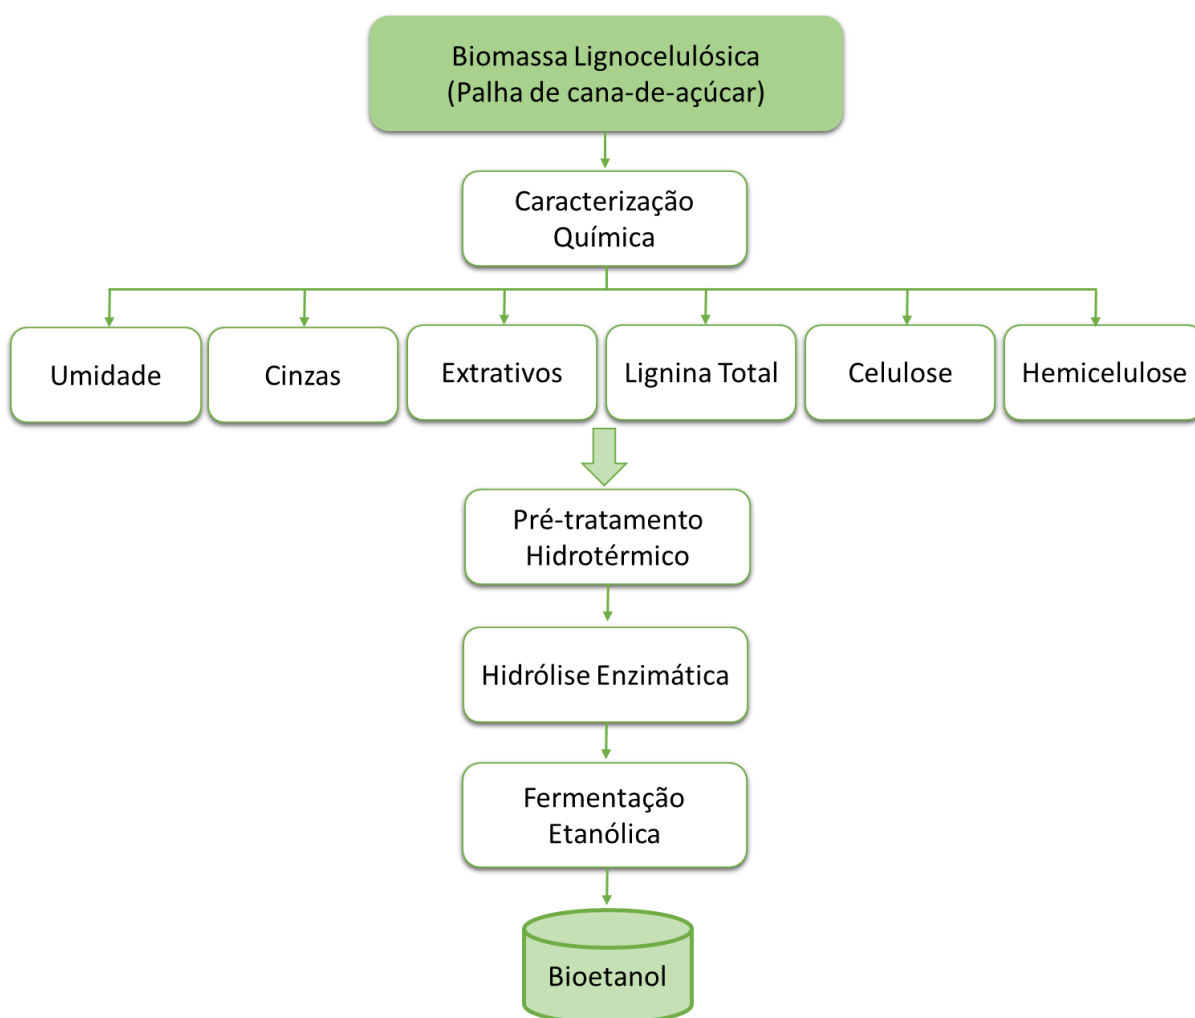 Biomassa Lignocelulósica
(Palha de cana-de-açúcar)
Caracterização
Química
Umidade
Cinzas
Extrativos
Lignina Total
Celulose
Hemicelulose
Pré-tratamento
Hidrotérmico
Hidrólise Enzimática
Fermentação
Etanólica
Bioetanol